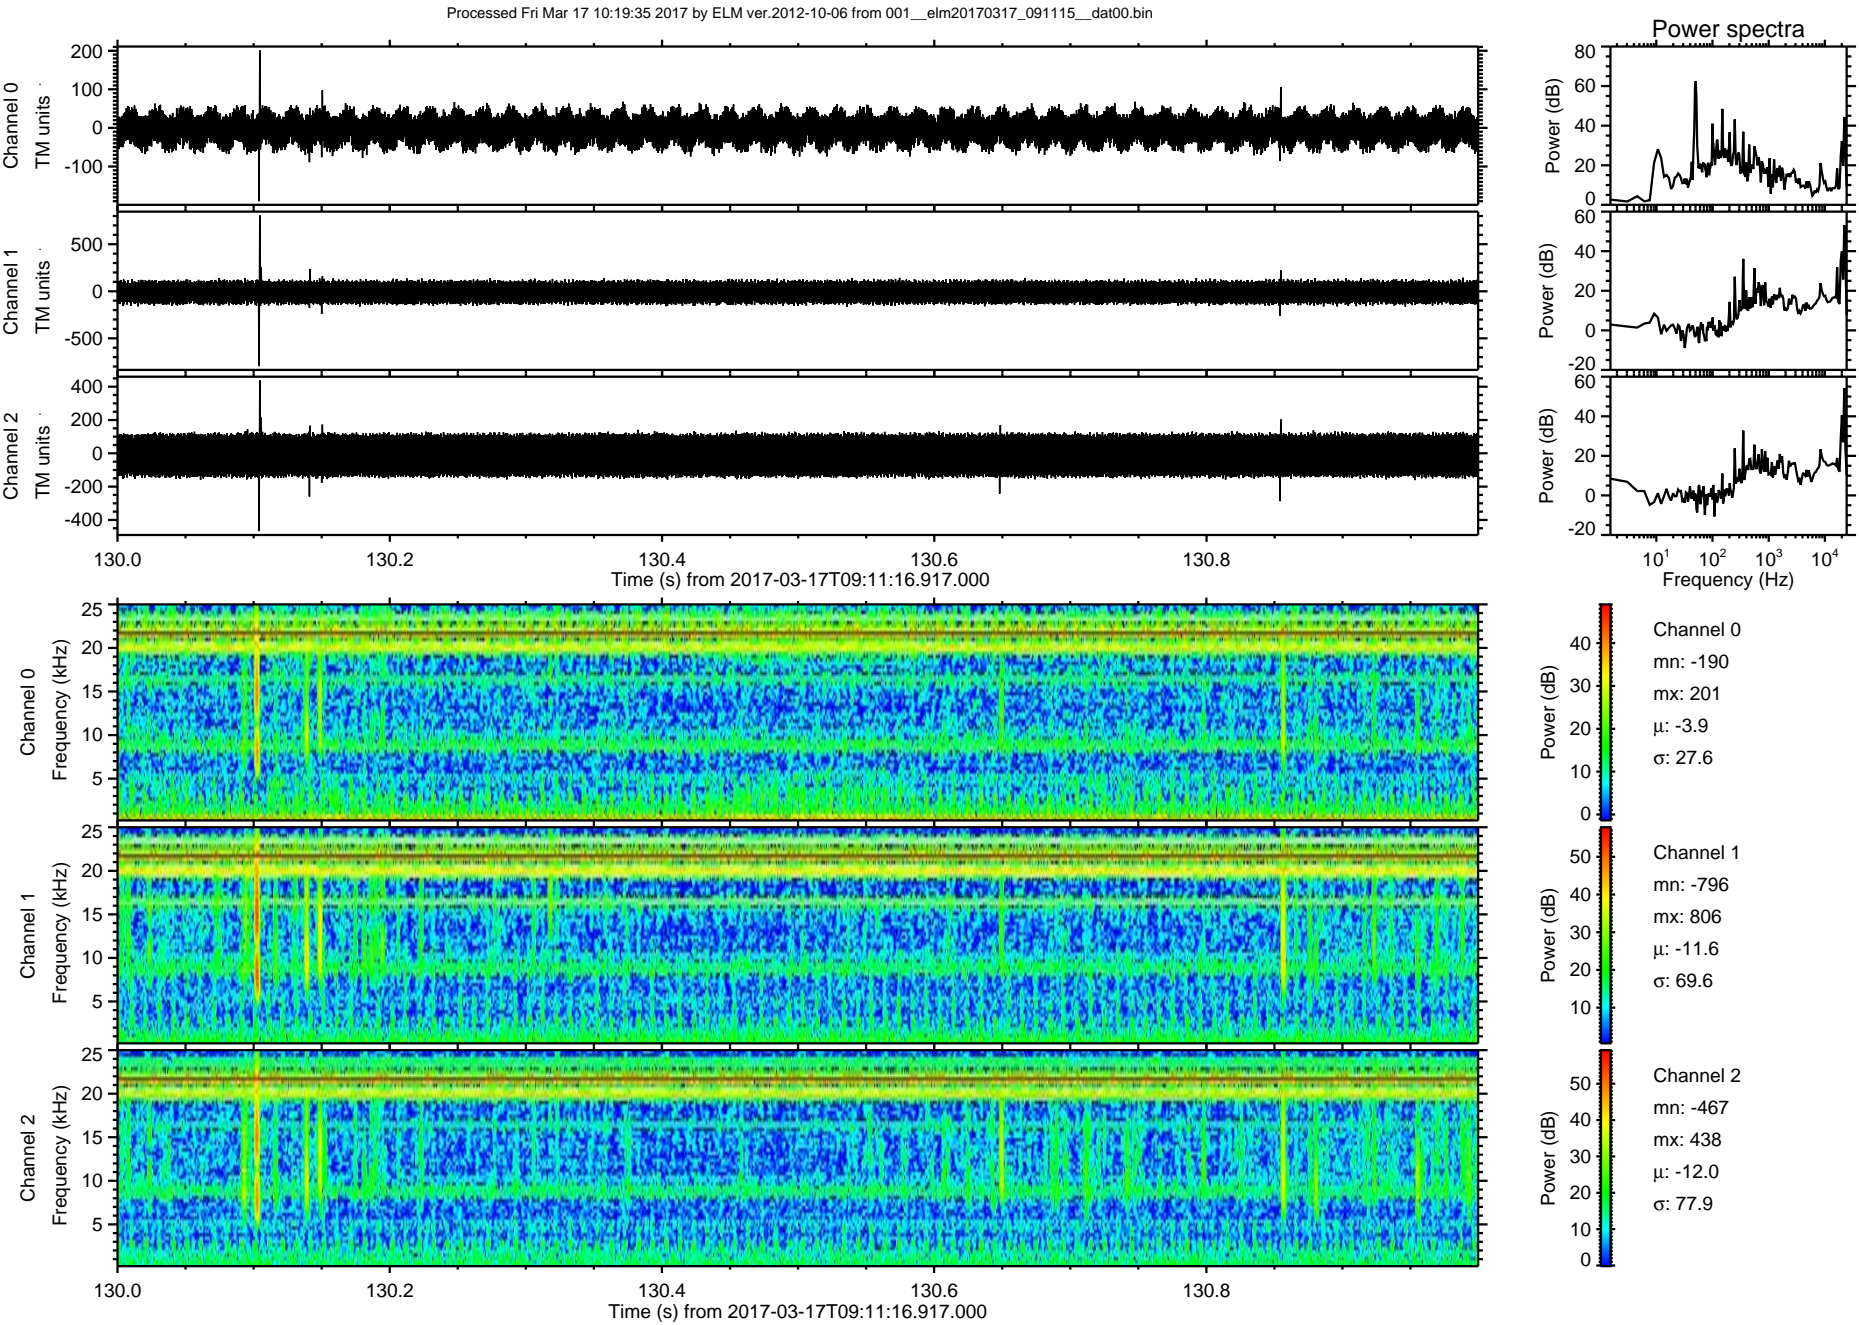 Processed Fri Mar 17 10:19:35 2017 by ELM ver.2012-10-06 from 001__elm20170317_091115__dat00.bin
Power spectra
Channel 0
TM units
200
100
0
-100
Power (dB)
80
60
40
20
0
Channel 1
TM units
500
0
-500
Power (dB)
60
40
20
0
-20
Channel 2
TM units
400
200
0
-200
-400
Power (dB)
60
40
20
0
-20
130.0 130.2 130.4 130.6 130.8
Time (s) from 2017-03-17T09:11:16.917.000
10¹ 10² 10³ 10⁴
Frequency (Hz)
Channel 0
Frequency (kHz)
25
20
15
10
5
Power (dB)
40
30
20
10
0
Channel 0
mn: -190
mx: 201
μ: -3.9
σ: 27.6
Channel 1
Frequency (kHz)
25
20
15
10
5
Power (dB)
50
40
30
20
10
Channel 1
mn: -796
mx: 806
μ: -11.6
σ: 69.6
Channel 2
Frequency (kHz)
25
20
15
10
5
Power (dB)
50
40
30
20
10
0
Channel 2
mn: -467
mx: 438
μ: -12.0
σ: 77.9
130.0 130.2 130.4 130.6 130.8
Time (s) from 2017-03-17T09:11:16.917.000